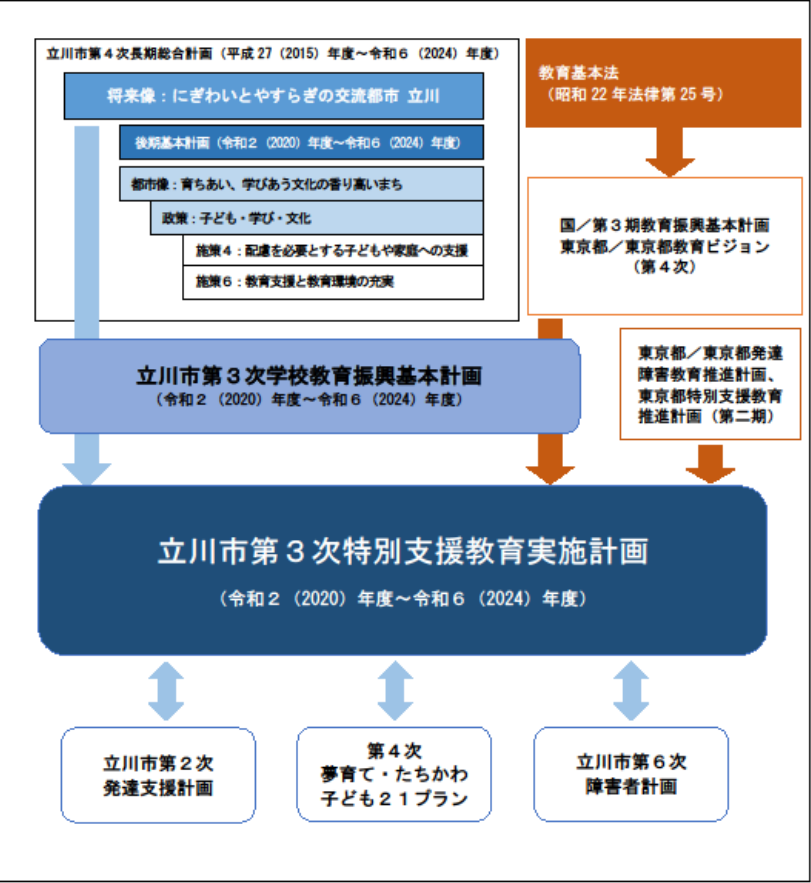 立川市第４次長期総合計画（平成 27（2015）年度～令和６（2024）年度）
将来像：にぎわいとやすらぎの交流都市 立川
後期基本計画（令和２（2020）年度～令和６（2024）年度）
都市像：育ちあい、学びあう文化の香り高いまち
政策：子ども・学び・文化
施策４：配慮を必要とする子どもや家庭への支援
施策６：教育支援と教育環境の充実
教育基本法
（昭和 22 年法律第 25 号）
国／第３期教育振興基本計画
東京都／東京都教育ビジョン
（第４次）
立川市第３次学校教育振興基本計画
（令和２（2020）年度～令和６（2024）年度）
東京都／東京都発達
障害教育推進計画、
東京都特別支援教育
推進計画（第二期）
立川市第３次特別支援教育実施計画
（令和２（2020）年度～令和６（2024）年度）
立川市第２次
発達支援計画
第４次
夢育て・たちかわ
子ども２１プラン
立川市第６次
障害者計画